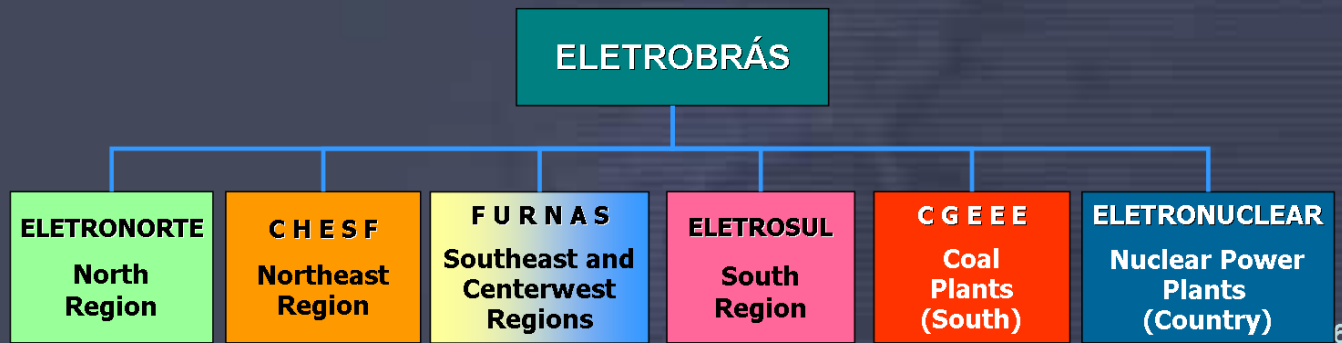 ELETROBRÁS
ELETRONORTE
North
Region
C H E S F
Northeast
Region
F U R N A S
Southeast and
Centerwest
Regions
ELETROSUL
South
Region
C G E E E
Coal
Plants
(South)
ELETRONUCLEAR
Nuclear Power
Plants
(Country)
6